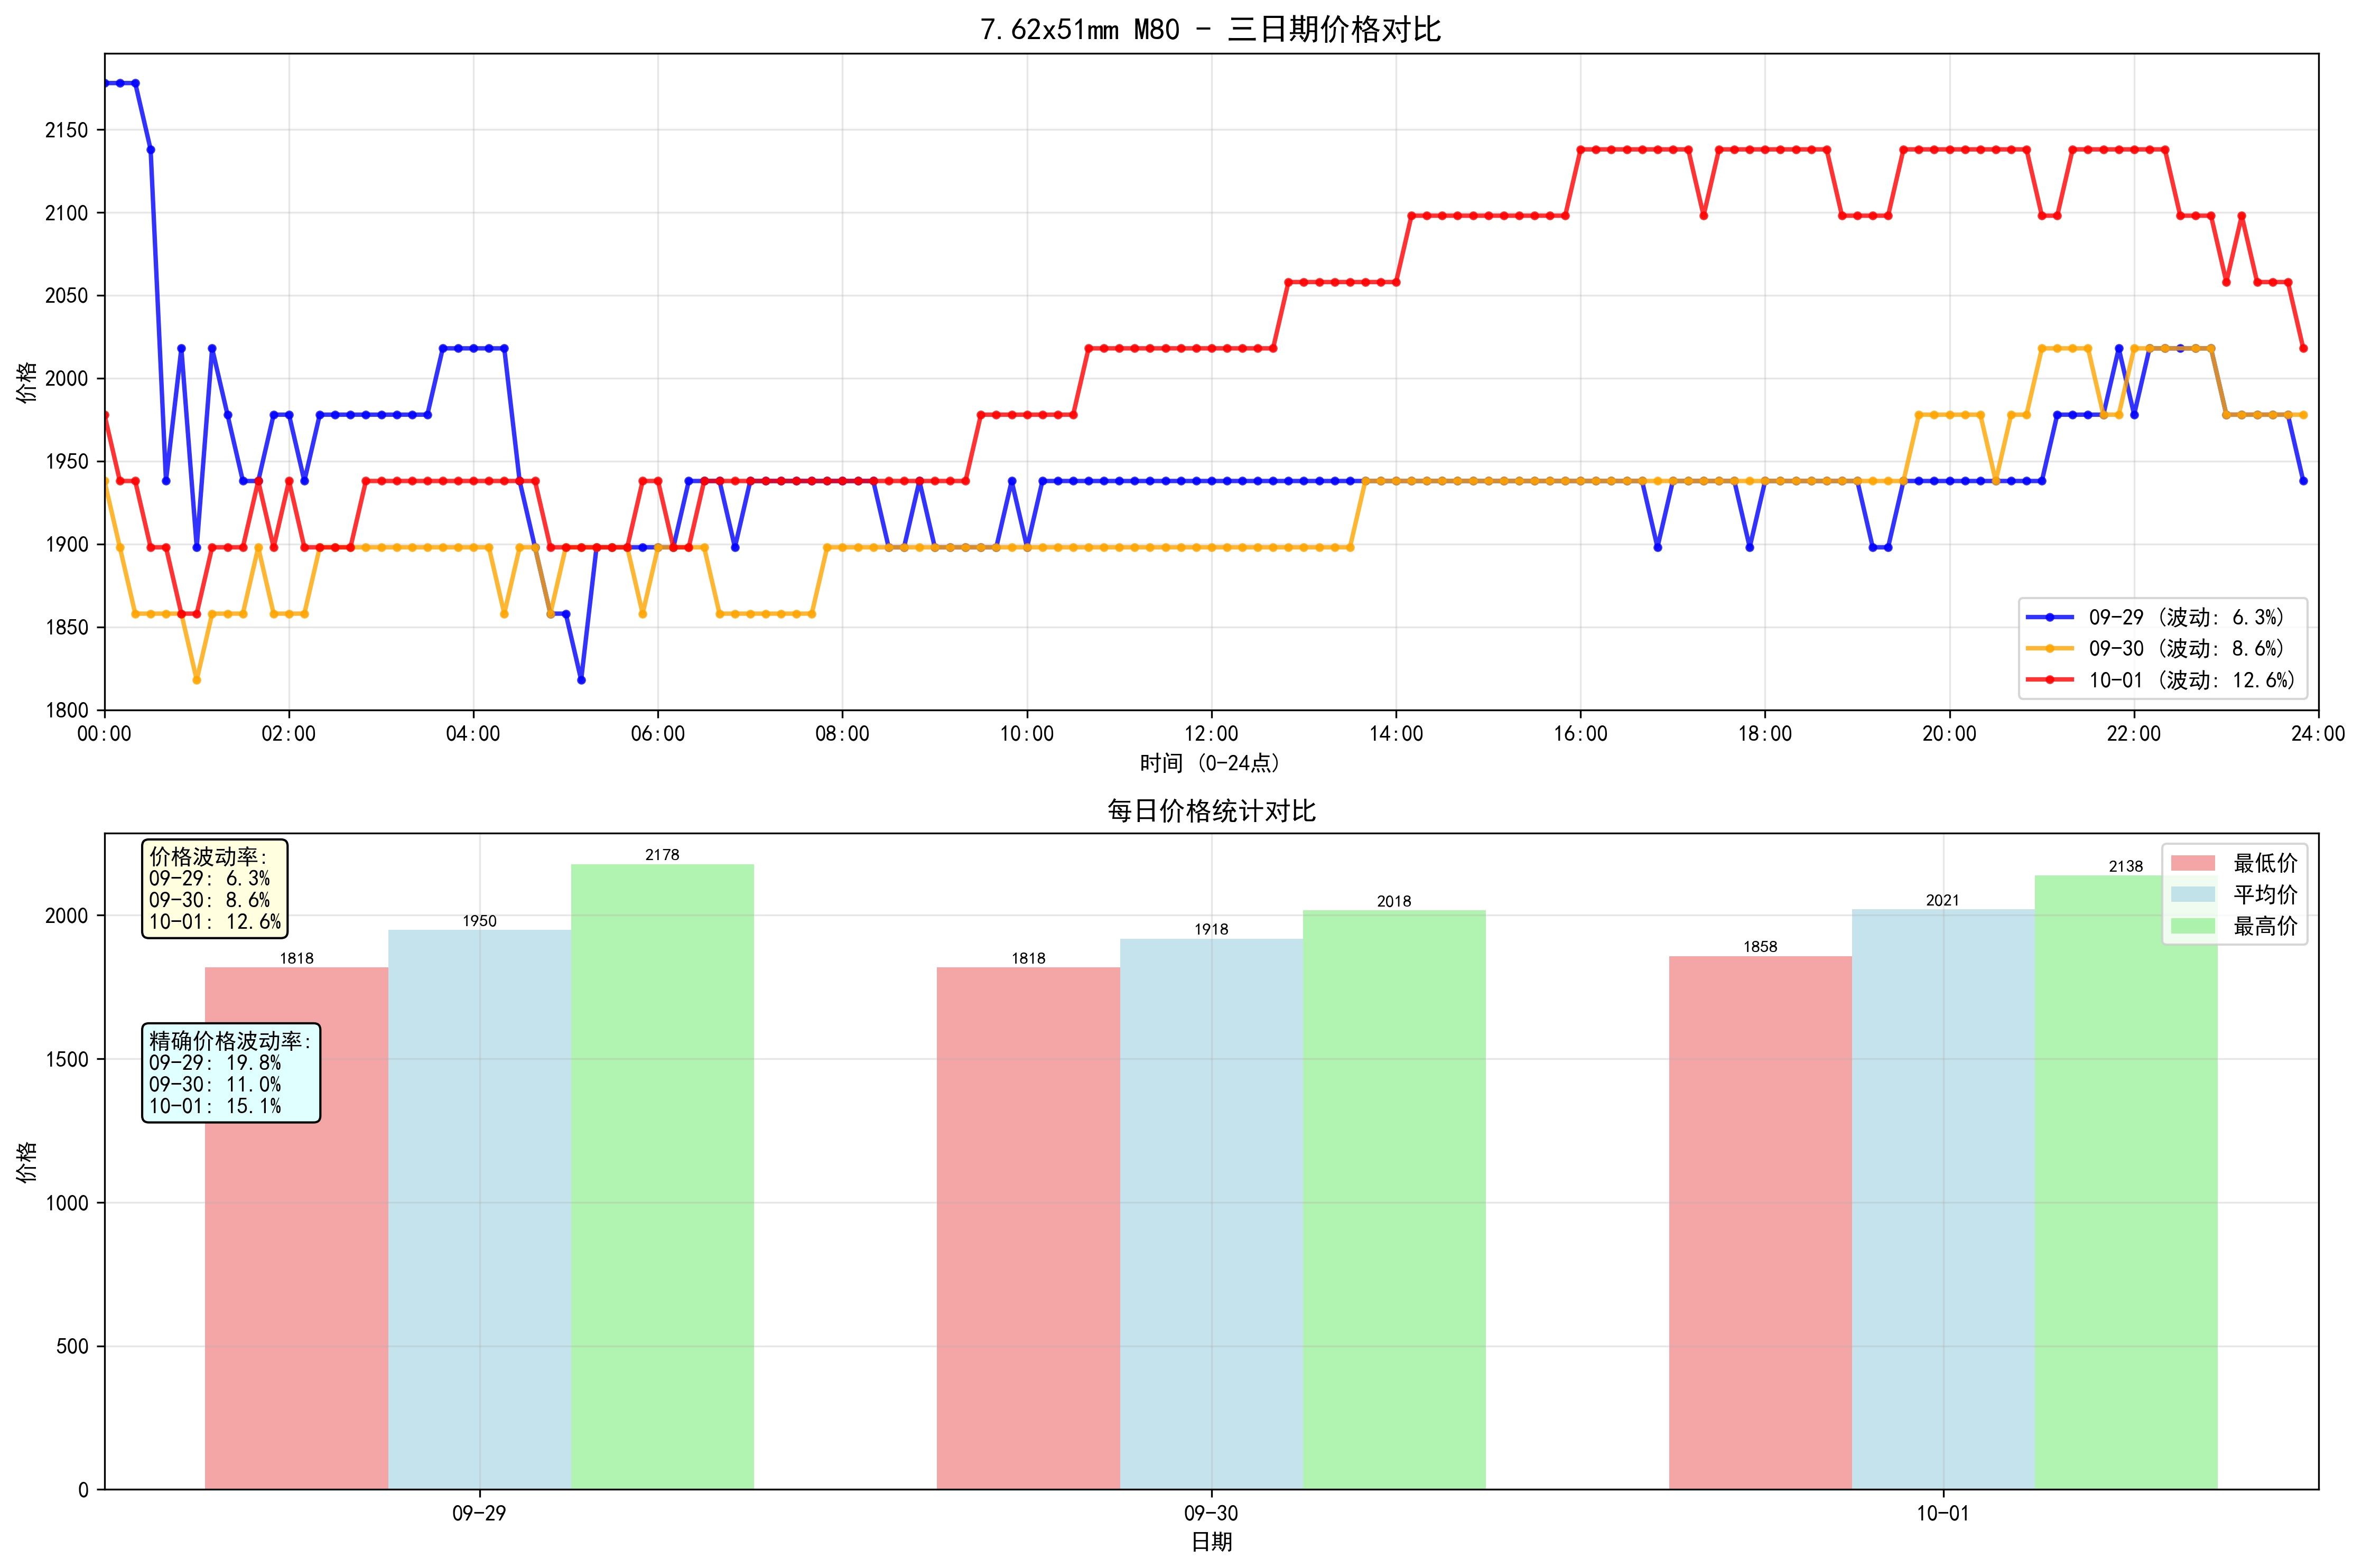 7.62x51mm M80 - 三日期价格对比
价格
2150
2100
2050
2000
1950
1900
1850
1800
00:00 02:00 04:00 06:00 08:00 10:00 12:00 14:00 16:00 18:00 20:00 22:00 24:00
时间 (0-24点)
09-29 (波动: 6.3%)
09-30 (波动: 8.6%)
10-01 (波动: 12.6%)
每日价格统计对比
价格
2000
1500
1000
500
0
价格波动率:
09-29: 6.3%
09-30: 8.6%
10-01: 12.6%
精确价格波动率:
09-29: 19.8%
09-30: 11.0%
10-01: 15.1%
1818 1950 2178
1818 1918 2018
1858 2021 2138
最低价
平均价
最高价
09-29 09-30 10-01
日期